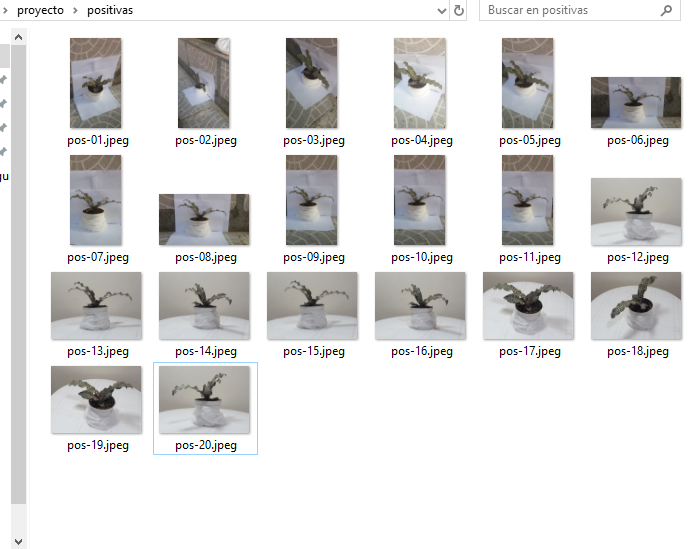 proyecto > positivas
Buscar en positivas
pos-01.jpeg
pos-02.jpeg
pos-03.jpeg
pos-04.jpeg
pos-05.jpeg
pos-06.jpeg
gu
pos-07.jpeg
pos-08.jpeg
pos-09.jpeg
pos-10.jpeg
pos-11.jpeg
pos-12.jpeg
pos-13.jpeg
pos-14.jpeg
pos-15.jpeg
pos-16.jpeg
pos-17.jpeg
pos-18.jpeg
pos-19.jpeg
pos-20.jpeg